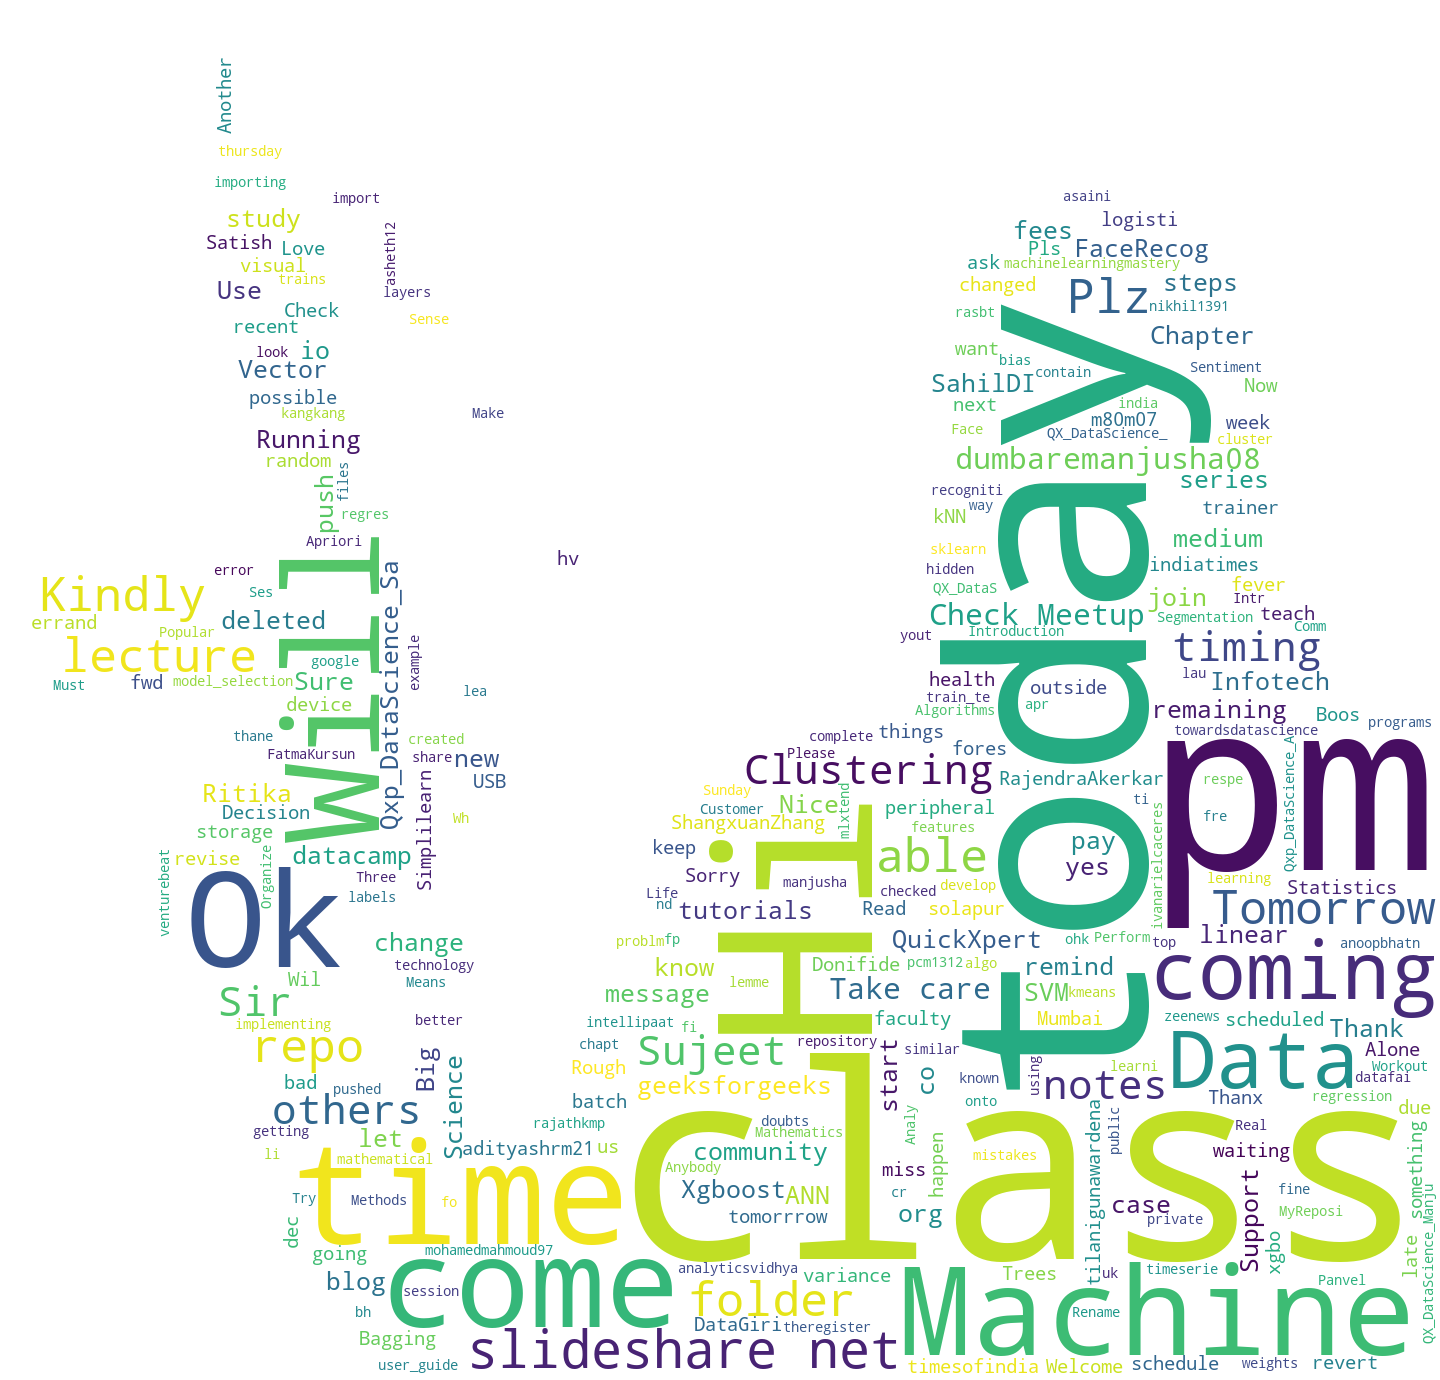 Another
thursday
importing
import
asaini
study
logisti
Satish
Love
asheth12
fees
Pls
FaceRecog
visual
ask
machinelearningmastery
trains
Use
layers
changed
Plz
steps
Check
nikhil1391
recent
Sense
rasbt
look
io
want
Chapter
Vector
bias
contain
Sentiment
possible
SahilDI
Now
kangkang
Make
next
india
m80m07
Running
Face
QX_DataScience_
week
cluster
random
dumbaremanjusha08
files
push
series
recogniti
way
regres
kNN
trainer
Apriori
hv
sklearn
medium
error
hidden
indiatimes
Kindly
Ses
QX_DataS
join
fever
Intr
errand
deleted
Check Meetup
Segmentation
teach
Popular
yout
Introduction
Comm
lecture
google
Qxp_DataScience_Sa
example
timing
Must
fwd
model_selection
Sure
lea
health
outside
lau
Infotech
device
train_te
apr
Algorithms
remaining
Boos
programs
Will
today
thane
created
complete
things
towardsdatascience
FatmaKursun
share
new
Please
fores
USB
Clustering
RajendraAkerkar
respe
pm
Ritika
Sunday
Nice
ti
Decision
Customer
peripheral
fre
Qxp_DataScience_A
storage
Wh
ShangxuanZhang
mlxtend
features
pay
revise
datacamp
Simplilearn
keep
able
yes
ivanarielcaceres
venturebeat
Organize
Three
Sorry
manjusha
learning
labels
Life
checked
develop
Statistics
nd
tutorials
Read
solapur
Tomorrow
Ok
change
problm
fp
QuickXpert
ohk
Perform
top
linear
anoopbhatn
technology
know
Donifide
pcm1312
algo
remind
Means
Wil
lemme
Hi
Take care
SVM
kmeans
coming
Sir
message
implementing
better
intellipaat
fi
faculty
Mumbai
zeenews
scheduled
Thank
repo
chapt
Sujeet
repository
similar
Alone
Big
Rough
start
co
using
learni
Data
Workout
bad
pushed
Science
geeksforgeeks
known
notes
datafai
others
batch
onto
Thanx
regression
rajathkmp
doubts
Analy
tilanigunawardena
public
Real
due
getting
let
Mathematics
li
mathematical
adityashrm21
us
community
miss
happen
mistakes
waiting
something
Anybody
time
class
Try
Methods
fo
Xgboost
ANN
cr
case
fine
dec
tomorrrow
org
private
Support
MyReposi
going
mohamedmahmoud97
xgbo
late
QX_DataScience_Manju
blog
come
session
analyticsvidhya
variance
Trees
uk
timeserie
Panvel
bh
folder
Machine
Rename
Bagging
DataGiri
theregister
user_guide
slideshare net
timesofindia
Welcome
schedule
weights
revert